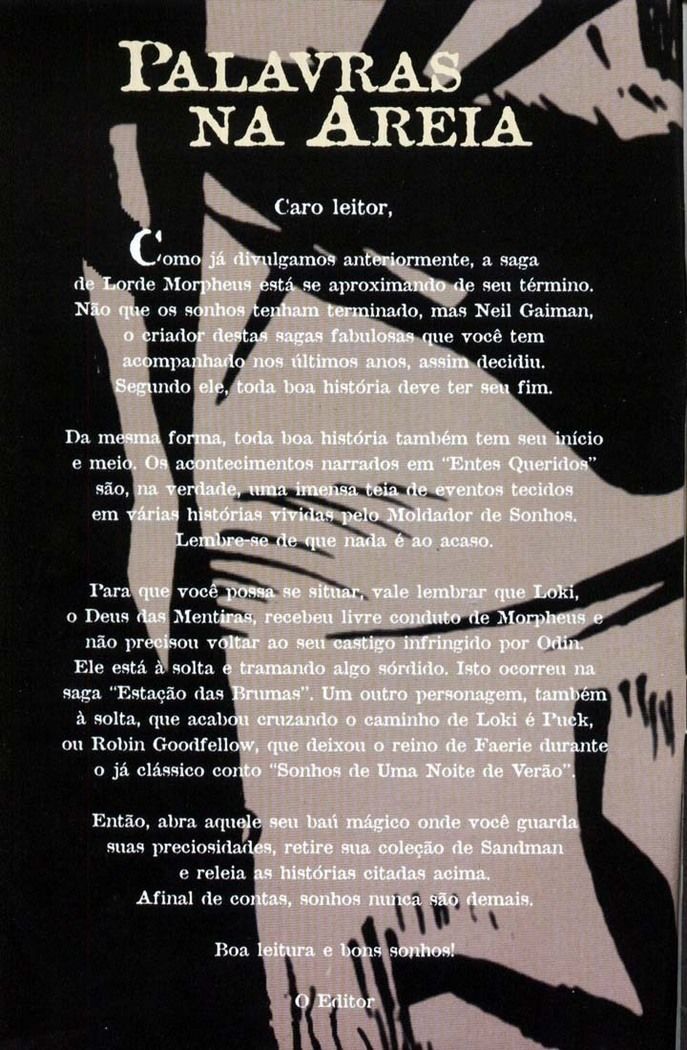 PALAVRAS
NA AREIA
Caro leitor,
Como já divulgamos anteriormente, a saga
de Lorde Morpheus está se aproximando de seu término.
Não que os sonhos tenham terminado, mas Neil Gaiman,
o criador destas sagas fabulosas que você tem
acompanhado nos últimos anos, assim decidiu.
Segundo ele, toda boa história deve ter seu fim.
Da mesma forma, toda boa história também tem seu início
e meio. Os acontecimentos narrados em "Entes Queridos"
são, na verdade, uma imensa teia de eventos tecidos
em várias histórias vividas pelo Moldador de Sonhos.
Lembre-se de que nada é ao acaso.
Para que você possa se situar, vale lembrar que Loki,
o Deus das Mentiras, recebeu livre conduto de Morpheus e
não precisou voltar ao seu castigo infringido por Odin.
Ele está à solta e tramando algo sórdido. Isto ocorreu na
saga "Estação das Brumas". Um outro personagem, também
à solta, que acabou cruzando o caminho de Loki é Puck,
ou Robin Goodfellow, que deixou o reino de Faerie durante
o já clássico conto "Sonhos de Uma Noite de Verão".
Então, abra aquele seu baú mágico onde você guarda
suas preciosidades, retire sua coleção de Sandman
e releia as histórias citadas acima.
Afinal de contas, sonhos nunca são demais.
Boa leitura e bons sonhos!
O Editor